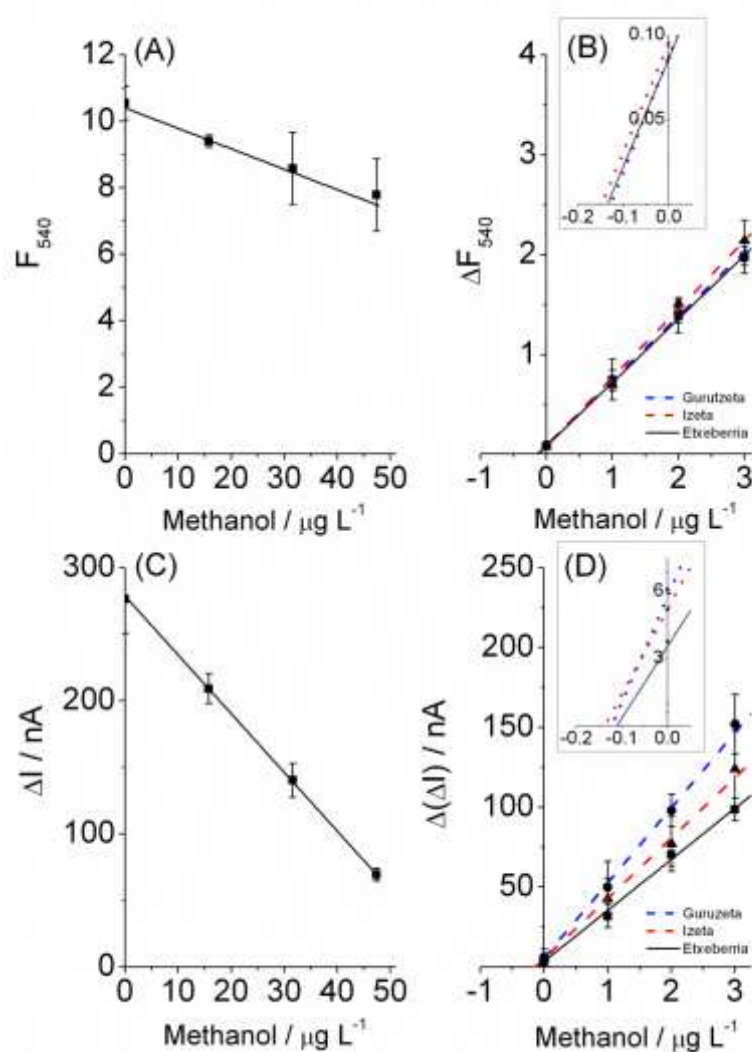 (A)
12
10
8
6
4
2
0
F540
0 10 20 30 40 50
Methanol / μg L-1
(B)
4
3
2
1
0
ΔF540
0.10
0.05
-0.2 -0.1 0.0
Gurutzeta
Izeta
Etxeberria
-1 0 1 2 3
Methanol / μg L-1
(C)
300
200
100
0
ΔI / nA
0 10 20 30 40 50
Methanol / μg L-1
(D)
250
200
150
100
50
0
Δ(ΔI) / nA
6
3
-0.2 -0.1 0.0
Guruzeta
Izeta
Etxeberria
-1 0 1 2 3
Methanol / μg L-1